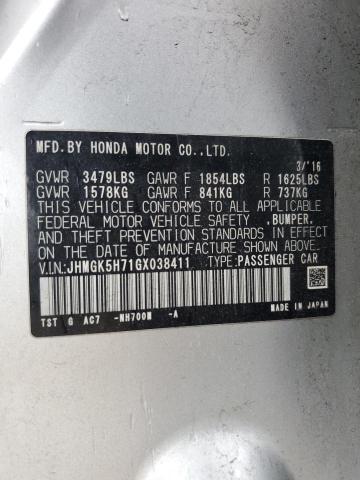 MFD.BY HONDA MOTOR CO.,LTD.
3/'16
GVWR 3479LBS GAWR F 1854LBS R 1625LBS
GVWR 1578KG GAWR F 841KG R 737KG
THIS VEHICLE CONFORMS TO ALL APPLICABLE
FEDERAL MOTOR VEHICLE SAFETY ,BUMPER,
AND THEFT PREVENTION STANDARDS IN EFFECT
ON THE DATE OF MANUFACTURE SHOWN ABOVE.
V.I.N:JHMGK5H71GX038411 TYPE:PASSENGER CAR
TST G AC7 -NH700M -A
MADE IN JAPAN